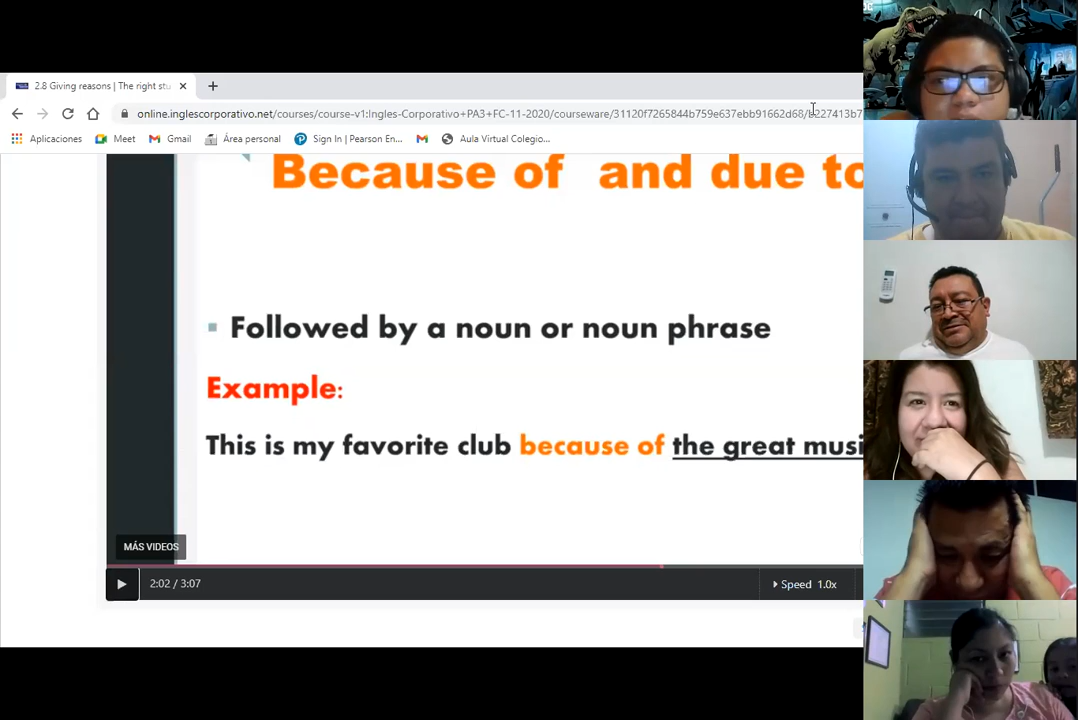 2.8 Giving reasons | The right stu
online.inglescorporativo.net/courses/course-v1:Ingles-Corporativo+PA3+FC-11-2020/courseware/31120f7265844b759e637ebb91662d68/b227413b7
Aplicaciones Meet Gmail Área personal Sign In | Pearson En... Aula Virtual Colegio...
Because of and due to
Followed by a noun or noun phrase
Example:
This is my favorite club because of the great musi
MÁS VIDEOS
2:02 / 3:07 Speed 1.0x